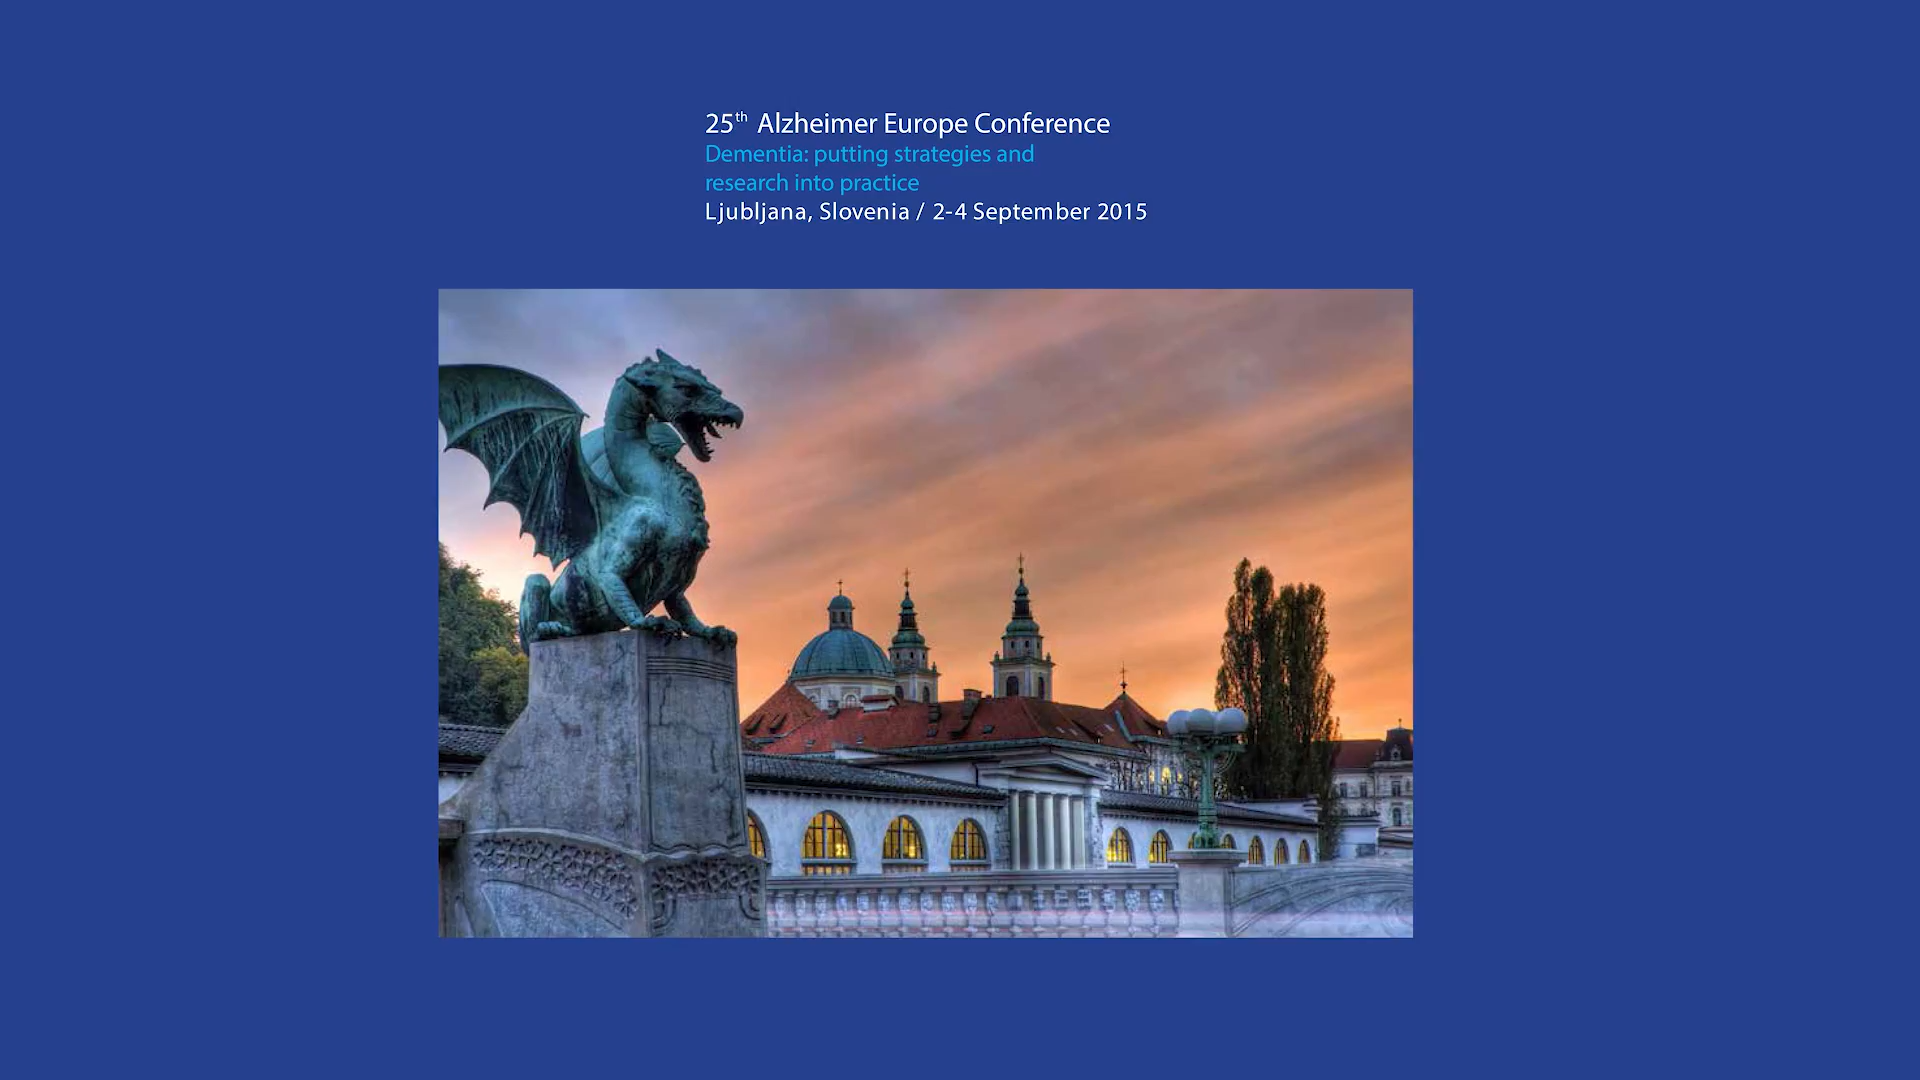 25th Alzheimer Europe Conference
Dementia: putting strategies and
research into practice
Ljubljana, Slovenia / 2-4 September 2015